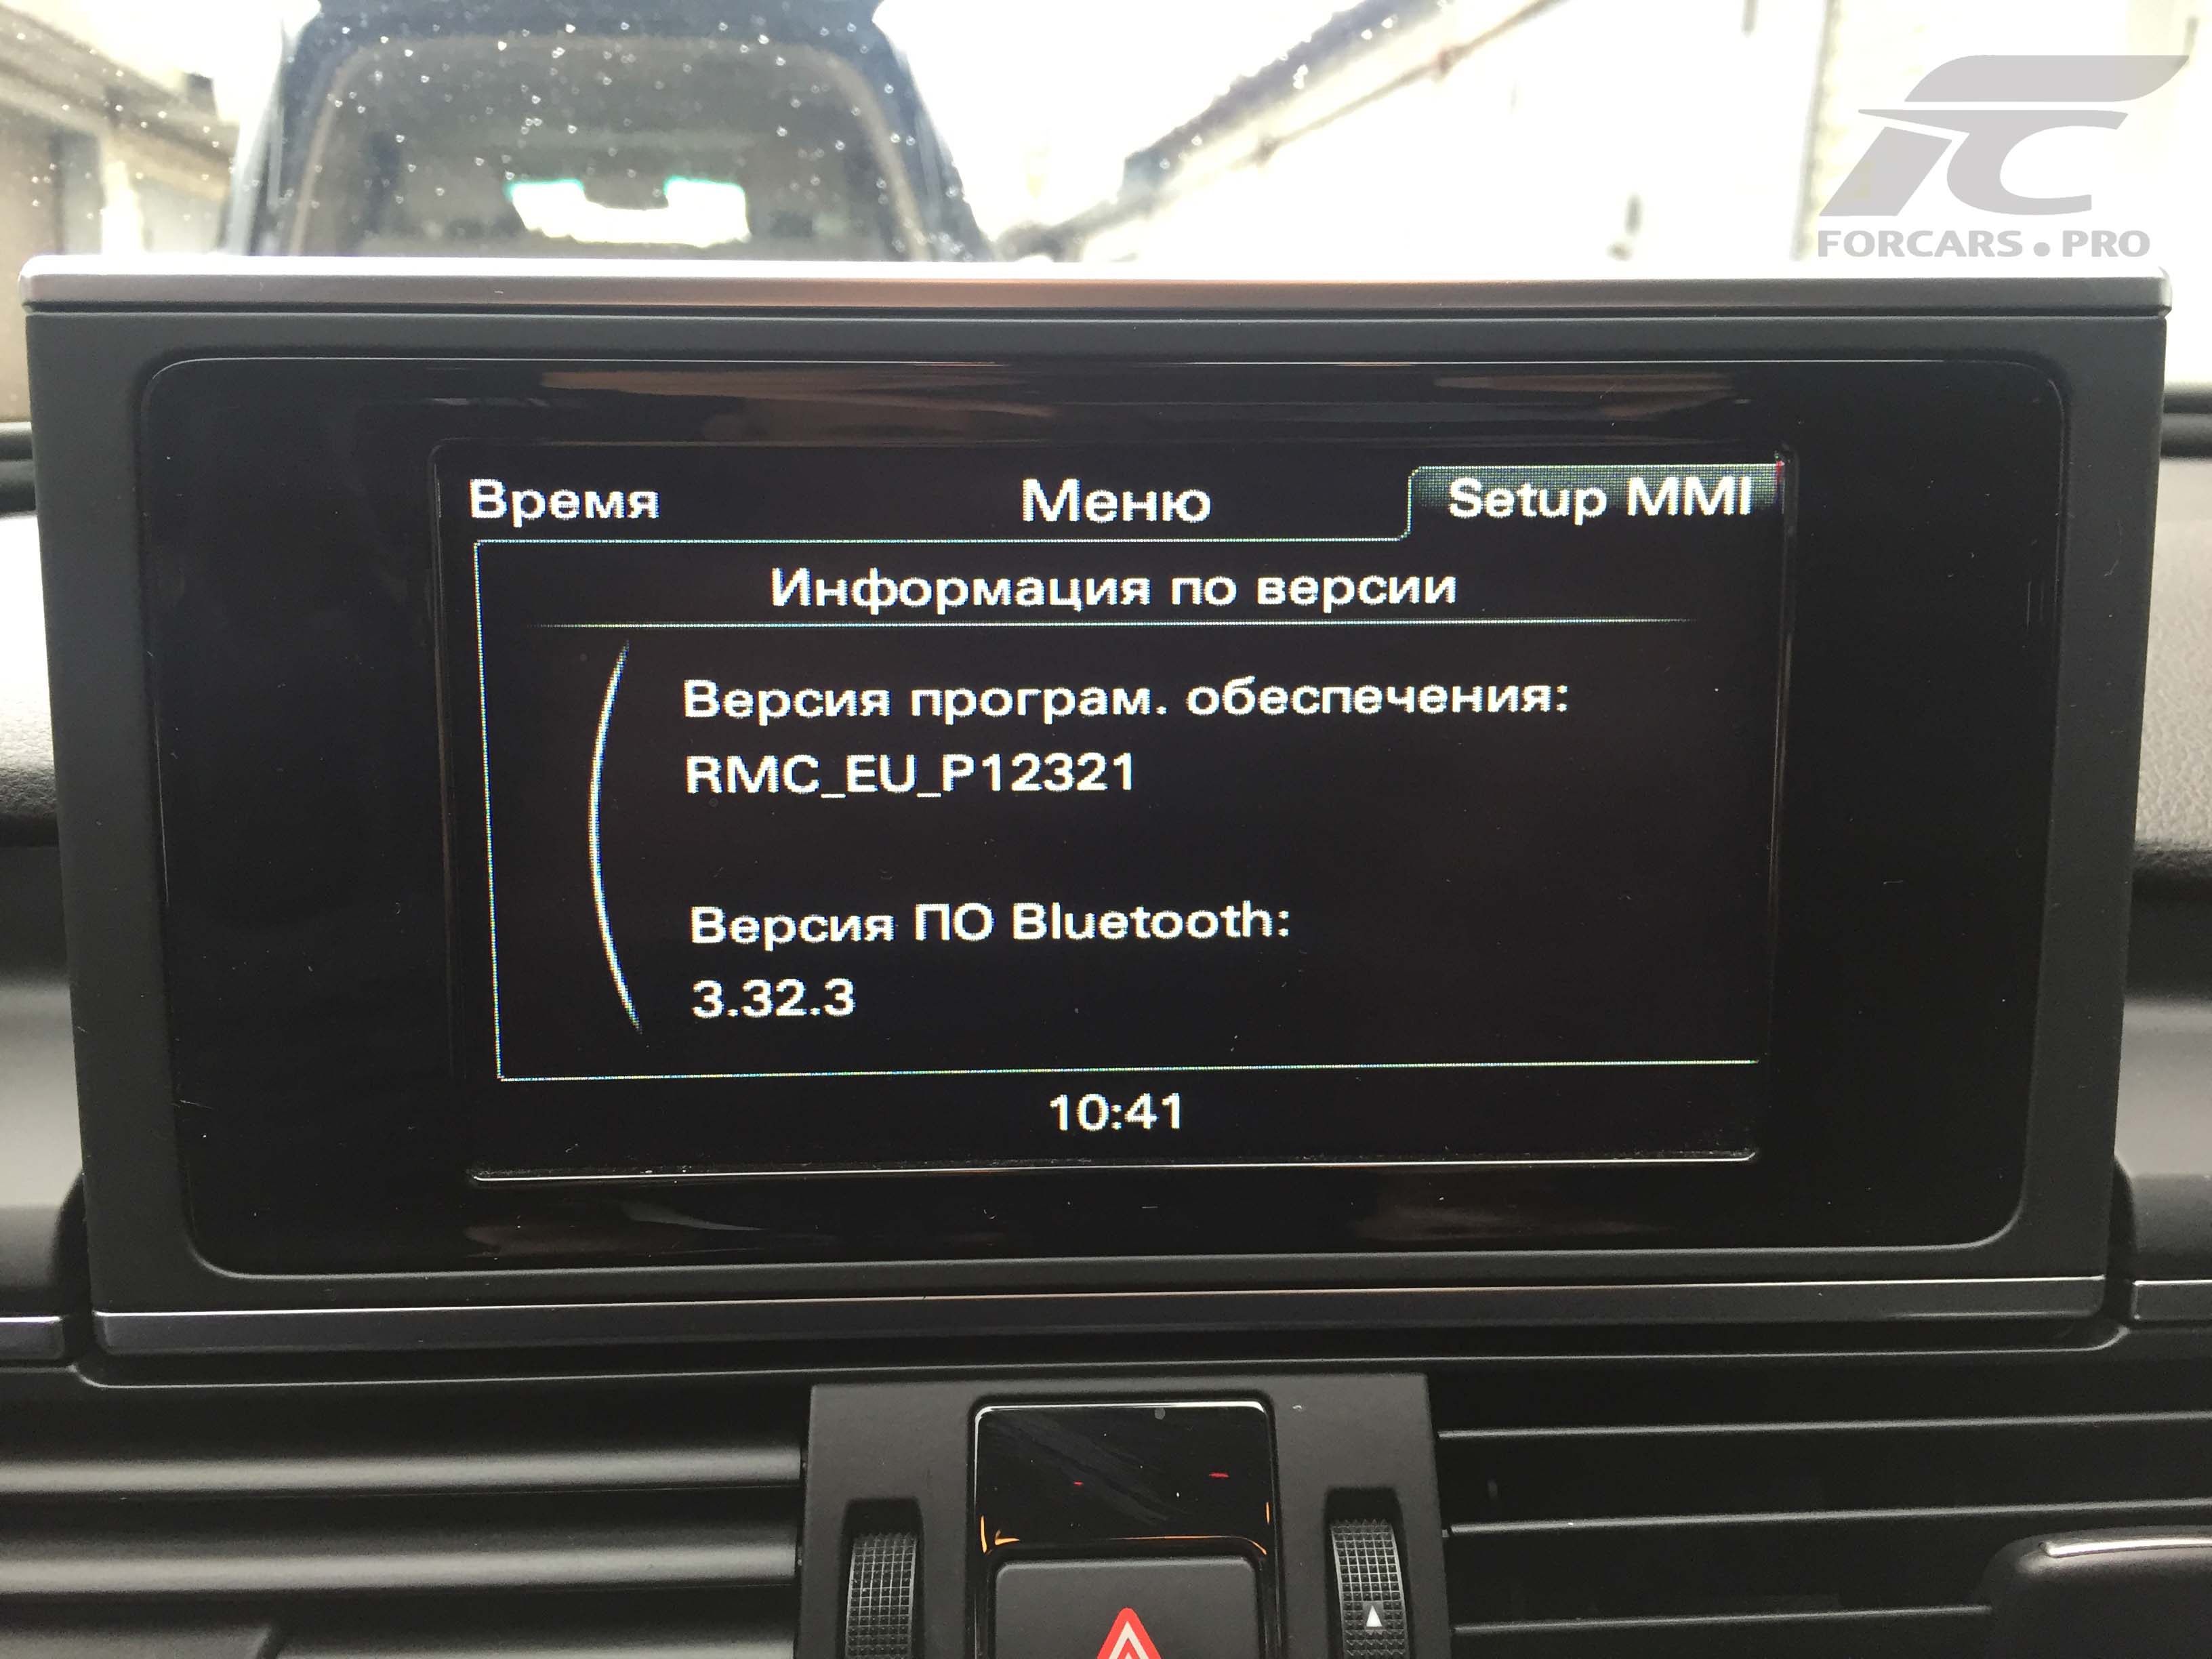 FORCARS.PRO
Время Меню Setup MMI
Информация по версии
Версия програм. обеспечения:
RMC_EU_P12321
Версия ПО Bluetooth:
3.32.3
10:41